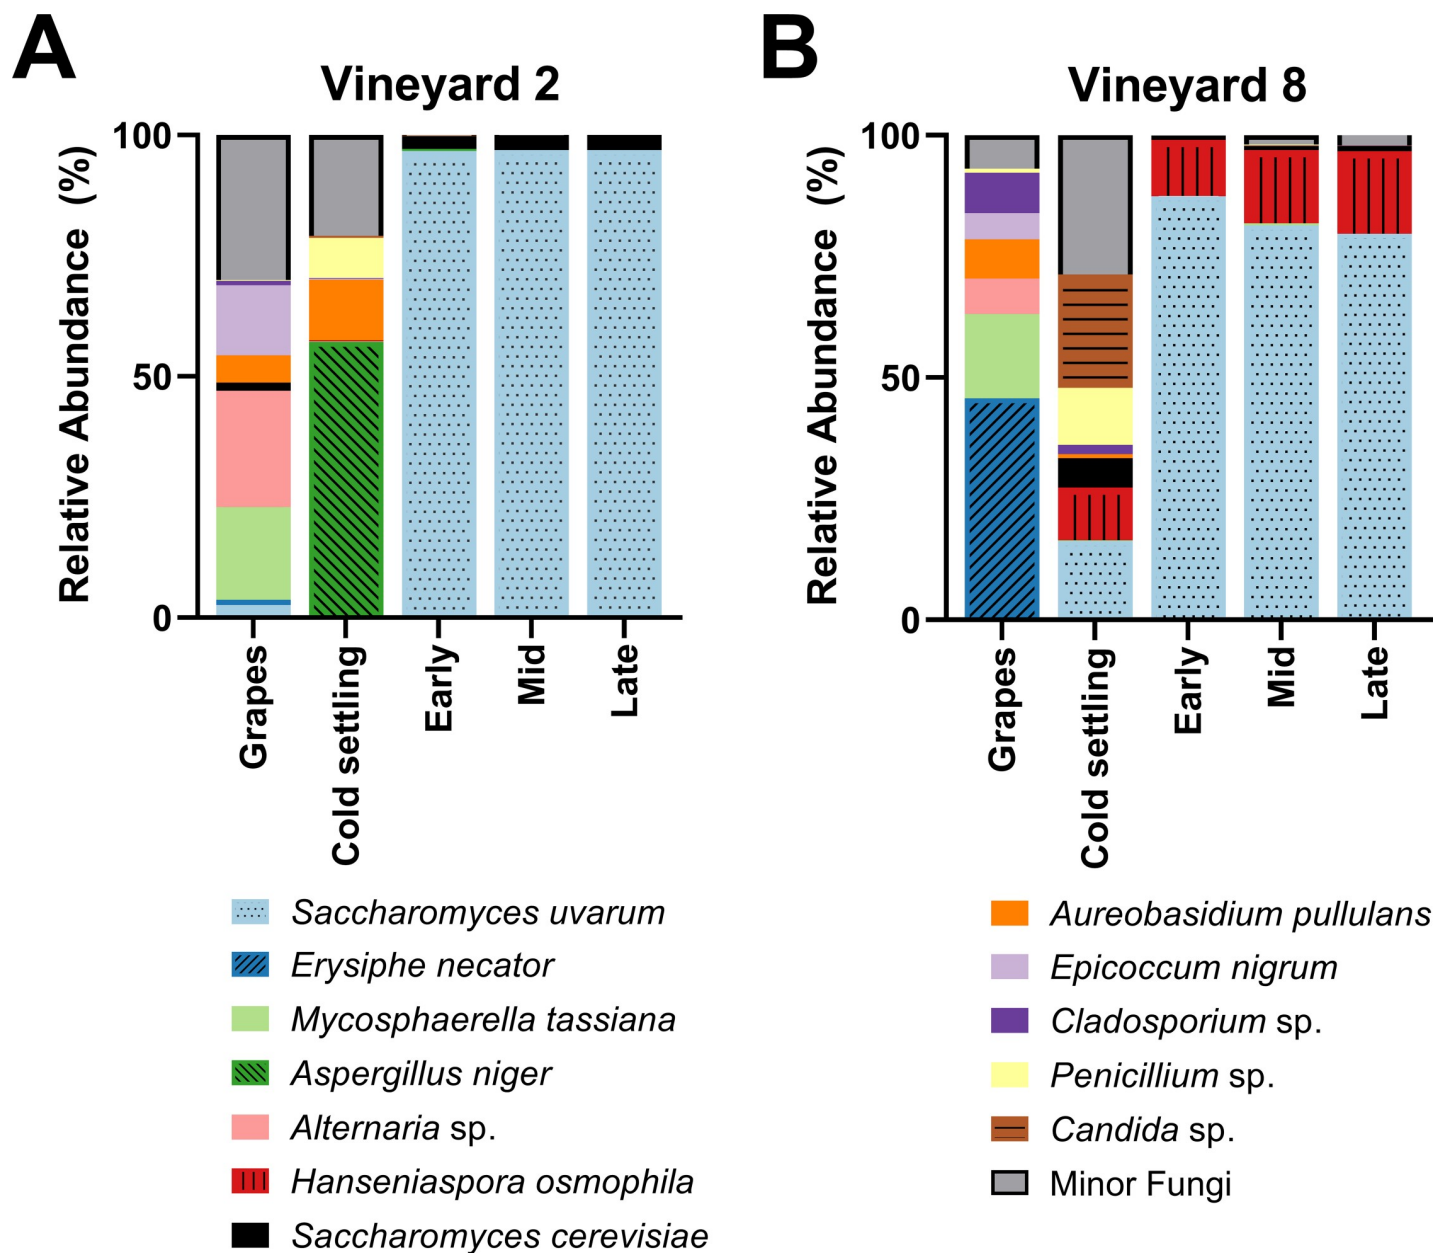 A
Vineyard 2
Relative Abundance (%)
100
50
0
Grapes
Cold settling
Early
Mid
Late
B
Vineyard 8
Relative Abundance (%)
100
50
0
Grapes
Cold settling
Early
Mid
Late
Saccharomyces uvarum
Erysiphe necator
Mycosphaerella tassiana
Aspergillus niger
Alternaria sp.
Hanseniaspora osmophila
Saccharomyces cerevisiae
Aureobasidium pullulans
Epicoccum nigrum
Cladosporium sp.
Penicillium sp.
Candida sp.
Minor Fungi